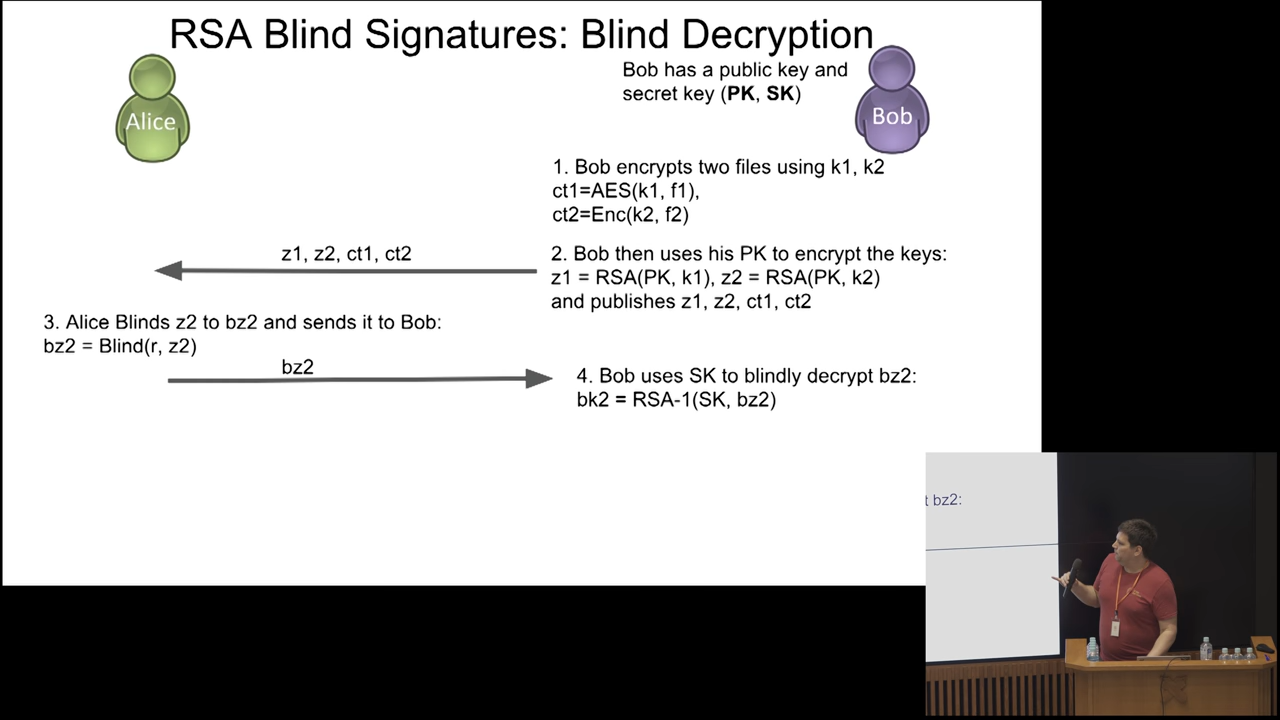 RSA Blind Signatures: Blind Decryption
Alice
Bob has a public key and
secret key (PK, SK)
Bob
1. Bob encrypts two files using k1, k2
ct1=AES(k1, f1),
ct2=Enc(k2, f2)
z1, z2, ct1, ct2
2. Bob then uses his PK to encrypt the keys:
z1 = RSA(PK, k1), z2 = RSA(PK, k2)
and publishes z1, z2, ct1, ct2
3. Alice Blinds z2 to bz2 and sends it to Bob:
bz2 = Blind(r, z2)
bz2
4. Bob uses SK to blindly decrypt bz2:
bk2 = RSA-1(SK, bz2)
t bz2: